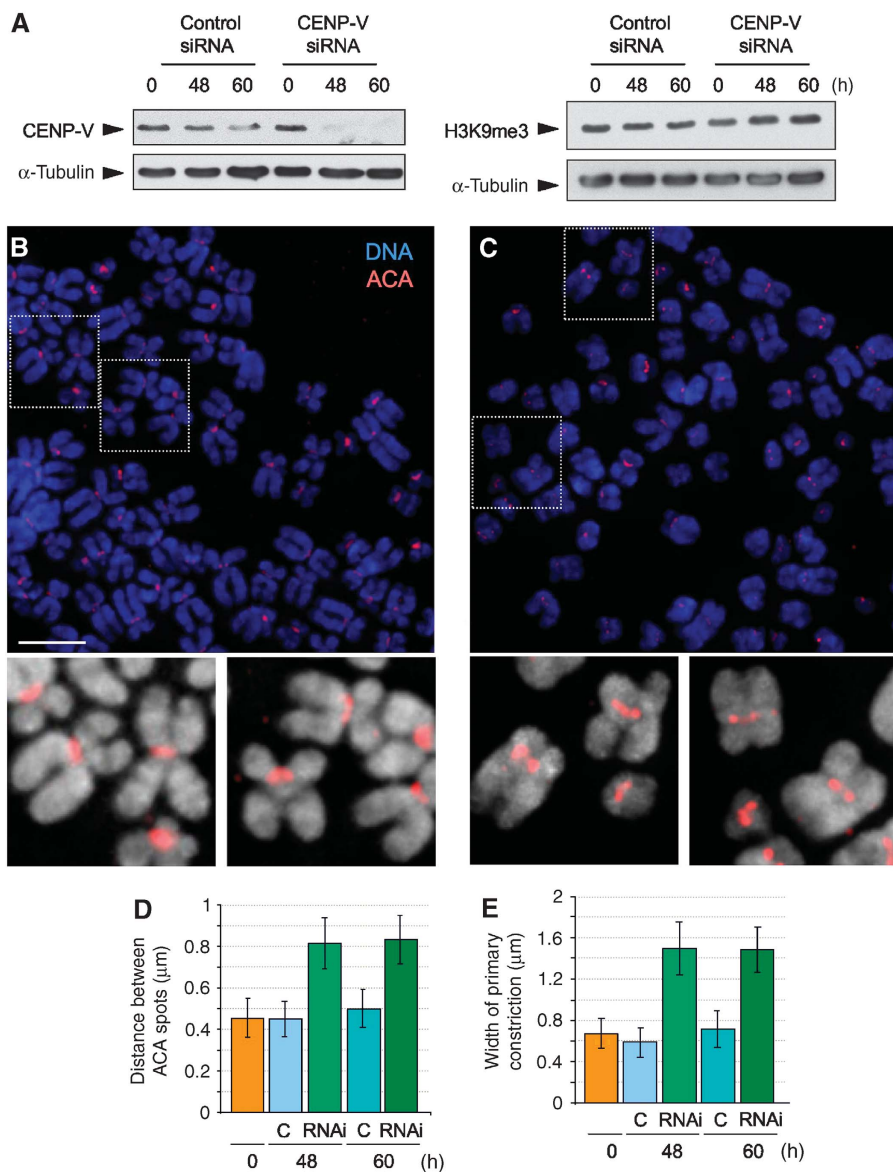 A
Control siRNA
CENP-V siRNA
0 48 60 0 48 60
CENP-V
α-Tubulin
Control siRNA
CENP-V siRNA
0 48 60 0 48 60 (h)
H3K9me3
α-Tubulin
B
DNA
ACA
C
D
Distance between ACA spots (μm)
1
0.8
0.6
0.4
0.2
0
C RNAi C RNAi
0 48 60 (h)
E
Width of primary constriction (μm)
2
1.6
1.2
0.8
0.4
0
C RNAi C RNAi
0 48 60 (h)